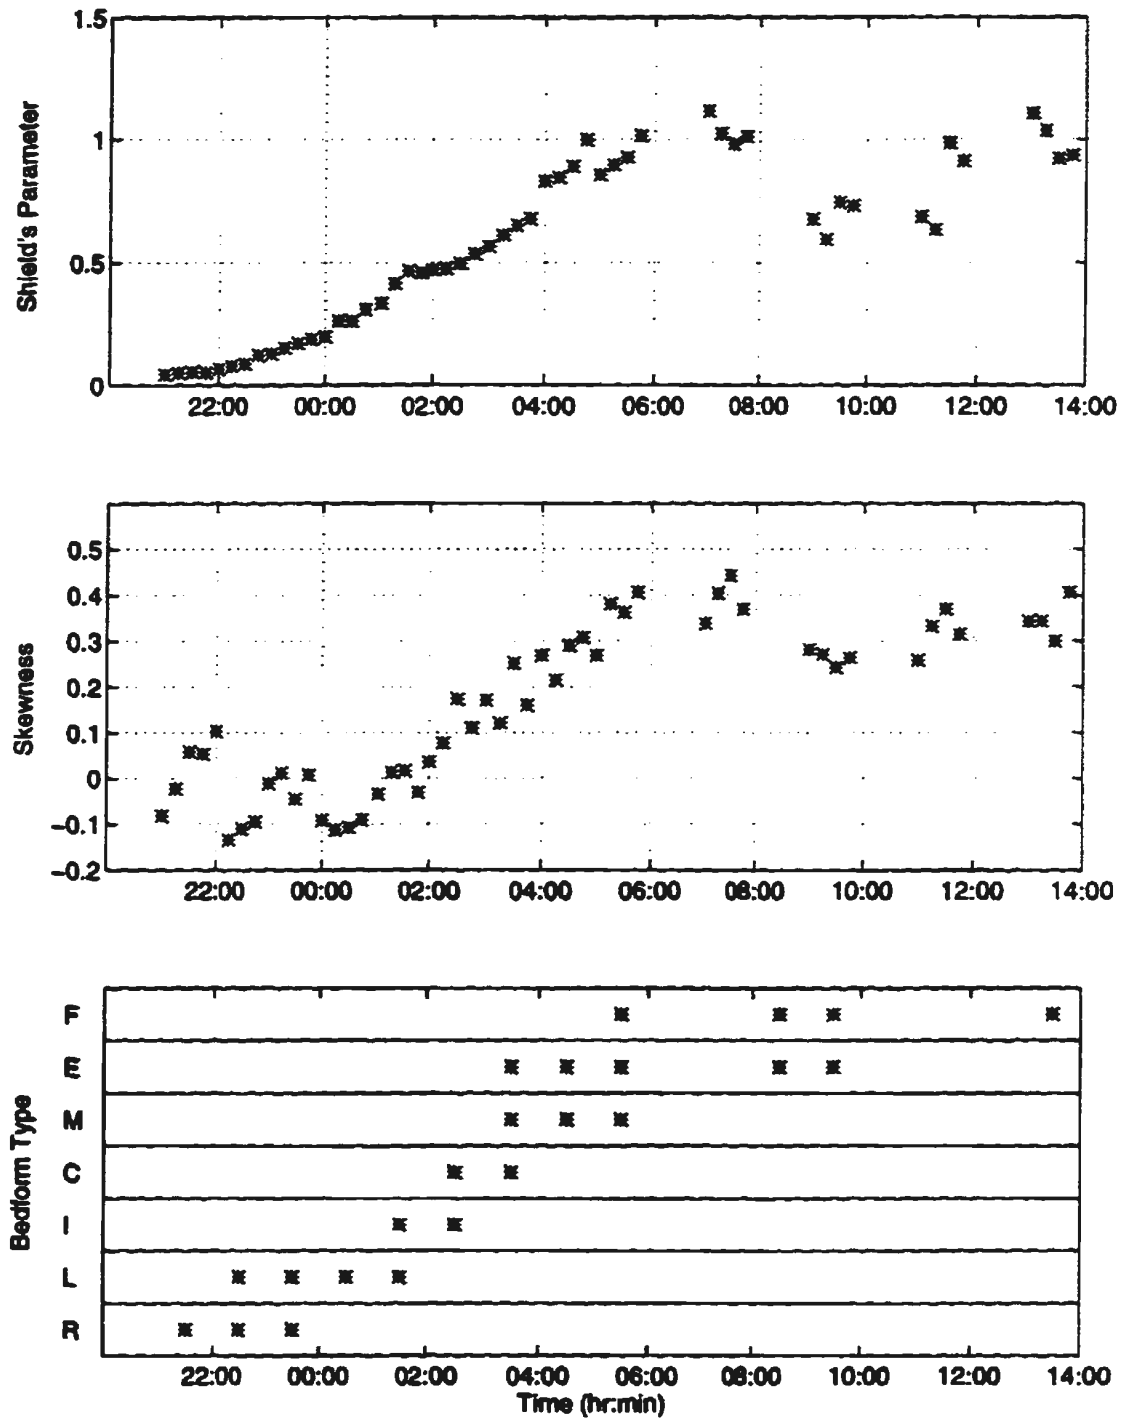 1.5
1
0.5
0
Shield's Parameter
22:00 00:00 02:00 04:00 06:00 08:00 10:00 12:00 14:00
0.5
0.4
0.3
0.2
0.1
0
−0.1
−0.2
Skewness
22:00 00:00 02:00 04:00 06:00 08:00 10:00 12:00 14:00
F
E
M
C
I
L
R
Bedform Type
22:00 00:00 02:00 04:00 06:00 08:00 10:00 12:00 14:00
Time (hr:min)